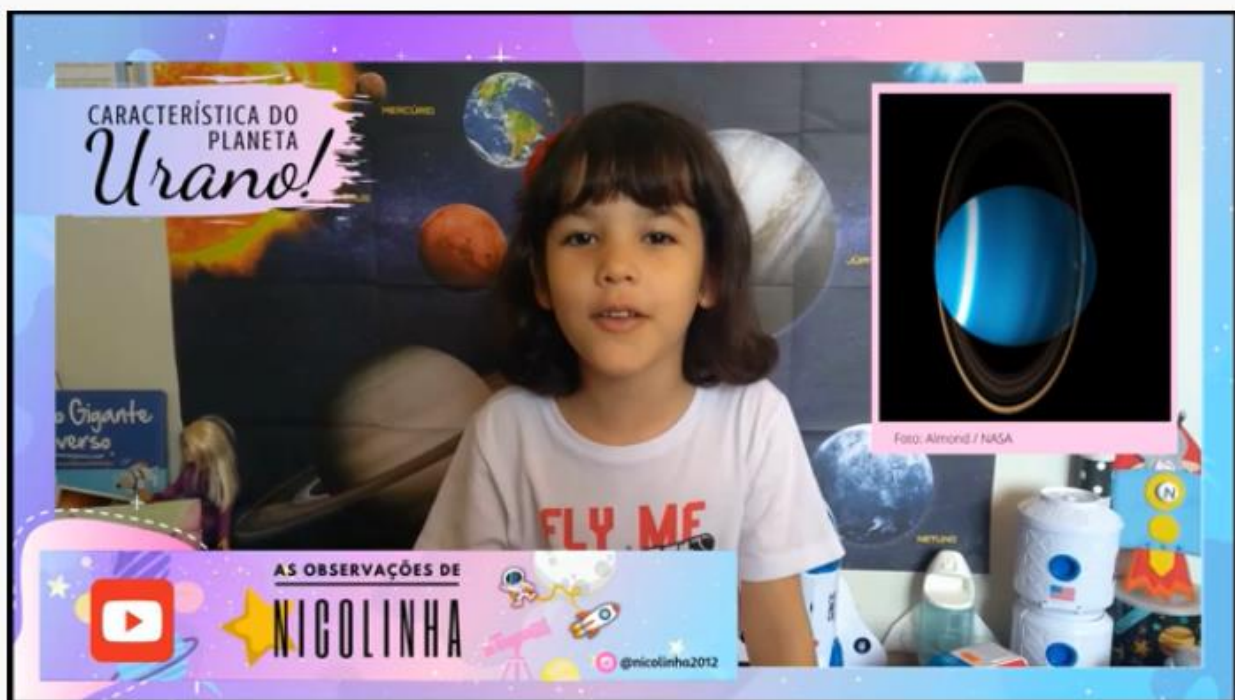 CARACTERÍSTICA DO
PLANETA
Urano!
MERCÚRIO
Gigante
verso
Foto: Almond / NASA
FLY ME
NETUNO
N
AS OBSERVAÇÕES DE
NICOLINHA
@nicolinha2012